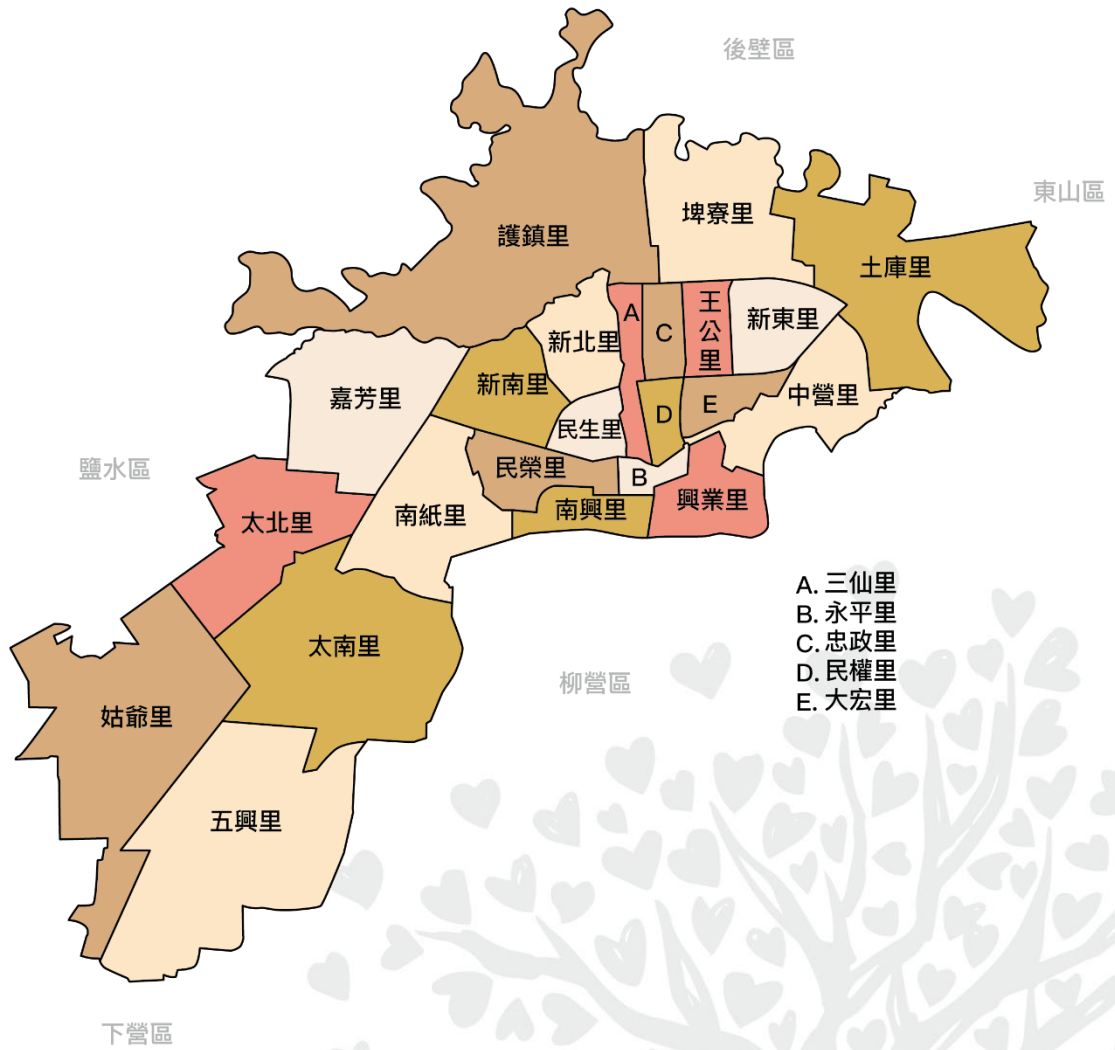 後壁區
東山區
護鎮里
埤寮里
土庫里
A
C
王公里
新東里
新北里
新南里
嘉芳里
中營里
D
E
民生里
鹽水區
民榮里
B
興業里
南紙里
南興里
太北里
A. 三仙里
B. 永平里
C. 忠政里
D. 民權里
E. 大宏里
太南里
柳營區
姑爺里
五興里
下營區